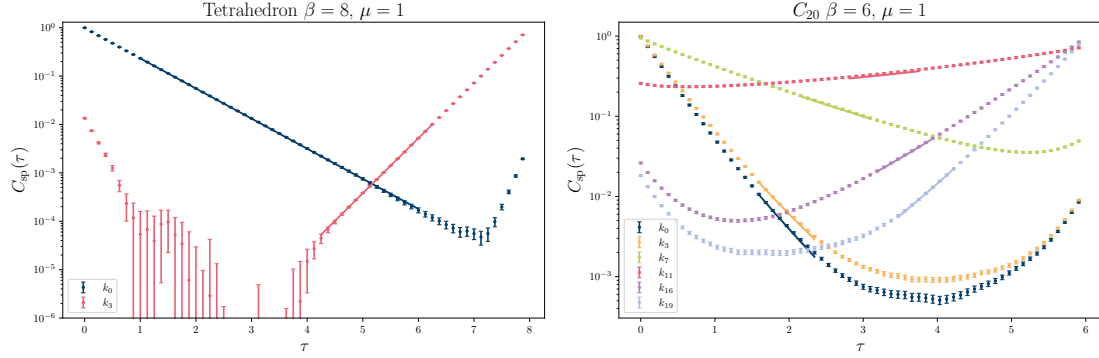 Tetrahedron β = 8, μ = 1
C_sp(τ)
10^0
10^-1
10^-2
10^-3
10^-4
10^-5
10^-6
k_0
k_3
0 1 2 3 4 5 6 7 8
τ
C_20 β = 6, μ = 1
C_sp(τ)
10^0
10^-1
10^-2
10^-3
k_0
k_3
k_7
k_11
k_16
k_19
0 1 2 3 4 5 6
τ